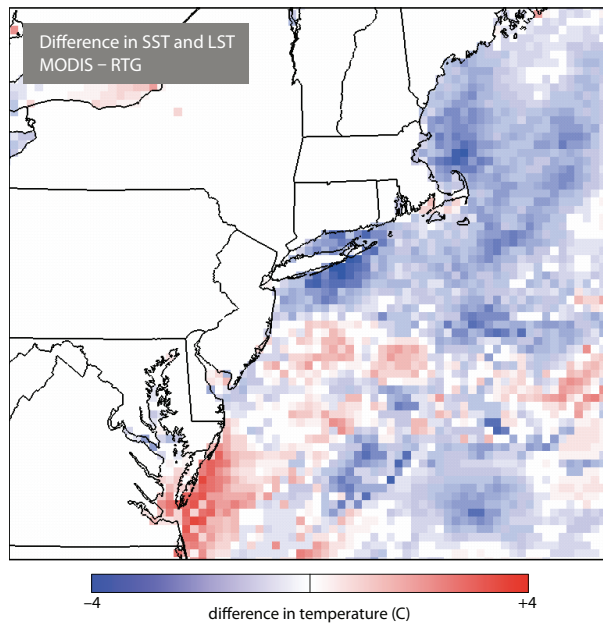 Difference in SST and LST
MODIS – RTG
–4
+4
difference in temperature (C)